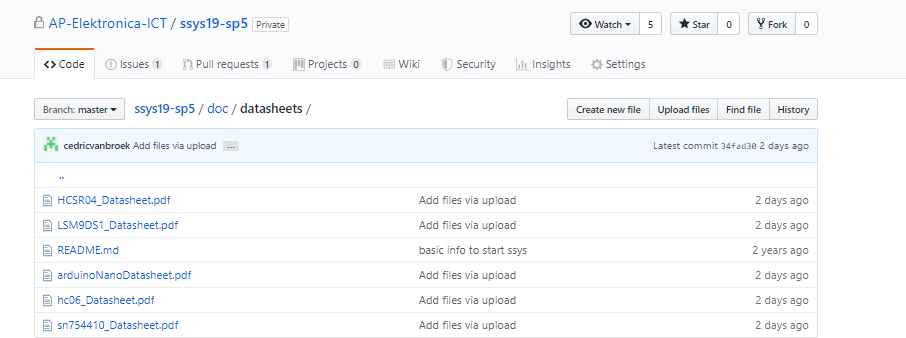 AP-Elektronica-ICT / ssys19-sp5 Private Watch 5 Star 0 Fork 0
Code Issues 1 Pull requests 1 Projects 0 Wiki Security Insights Settings
Branch: master ssys19-sp5 / doc / datasheets / Create new file Upload files Find file History
cedricvanbroek Add files via upload ... Latest commit 34fad30 2 days ago
..
HCSR04_Datasheet.pdf Add files via upload 2 days ago
LSM9DS1_Datasheet.pdf Add files via upload 2 days ago
README.md basic info to start ssys 2 years ago
arduinoNanoDatasheet.pdf Add files via upload 2 days ago
hc06_Datasheet.pdf Add files via upload 2 days ago
sn754410_Datasheet.pdf Add files via upload 2 days ago